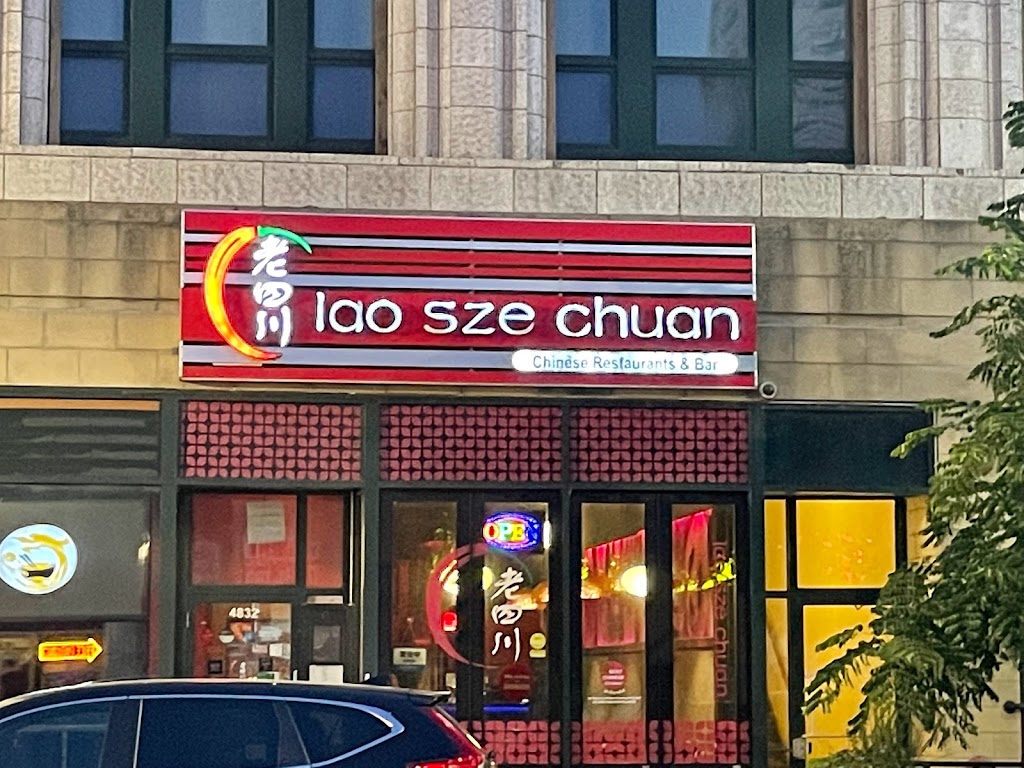 老四川
lao sze chuan
Chinese Restaurants & Bar
OPEN
老四川
4832
lao sze chuan